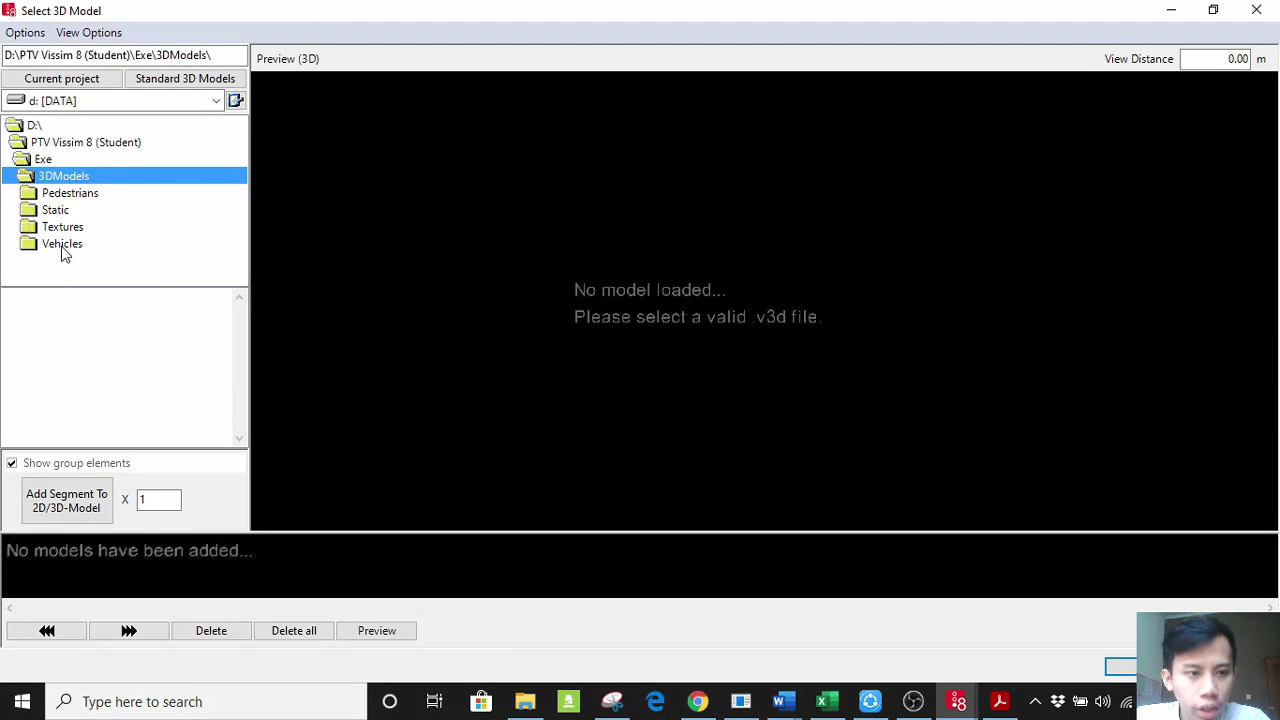 Select 3D Model
Options View Options
D:\PTV Vissim 8 (Student)\Exe\3DModels\
Current project Standard 3D Models
d: [DATA]
D:\
PTV Vissim 8 (Student)
Exe
3DModels
Pedestrians
Static
Textures
Vehicles
Show group elements
Add Segment To
2D/3D-Model
X 1
Preview (3D) View Distance 0.00 m
No model loaded...
Please select a valid .v3d file.
No models have been added...
Delete Delete all Preview
Type here to search